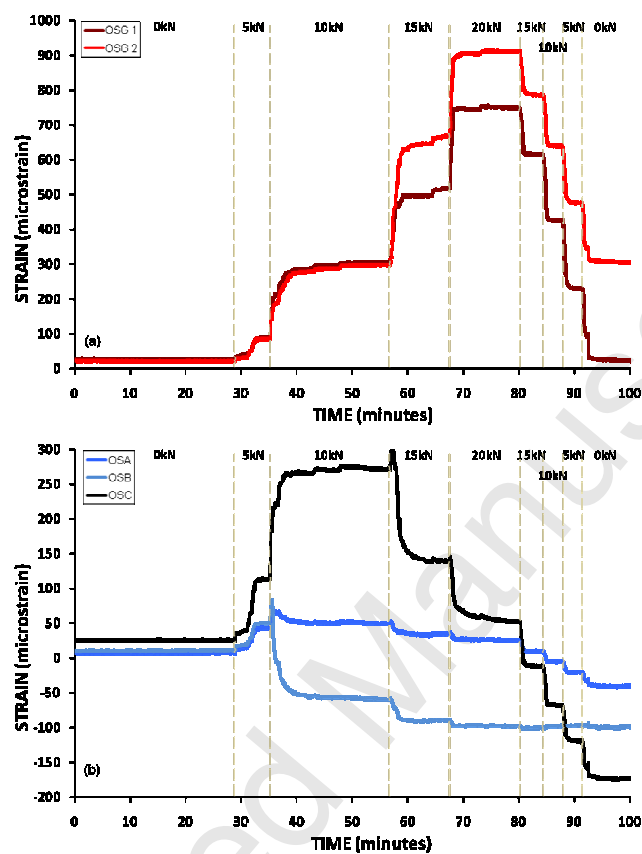 0kN 5kN 10kN 15kN 20kN 15kN 5kN 0kN
10kN
OSG 1
OSG 2
1000
900
800
700
600
500
400
300
200
100
0
STRAIN (microstrain)
(a)
0 10 20 30 40 50 60 70 80 90 100
TIME (minutes)
0kN 5kN 10kN 15kN 20kN 15kN 5kN 0kN
10kN
OSA
OSB
OSC
300
250
200
150
100
50
0
-50
-100
-150
-200
STRAIN (microstrain)
(b)
0 10 20 30 40 50 60 70 80 90 100
TIME (minutes)
ed Manus